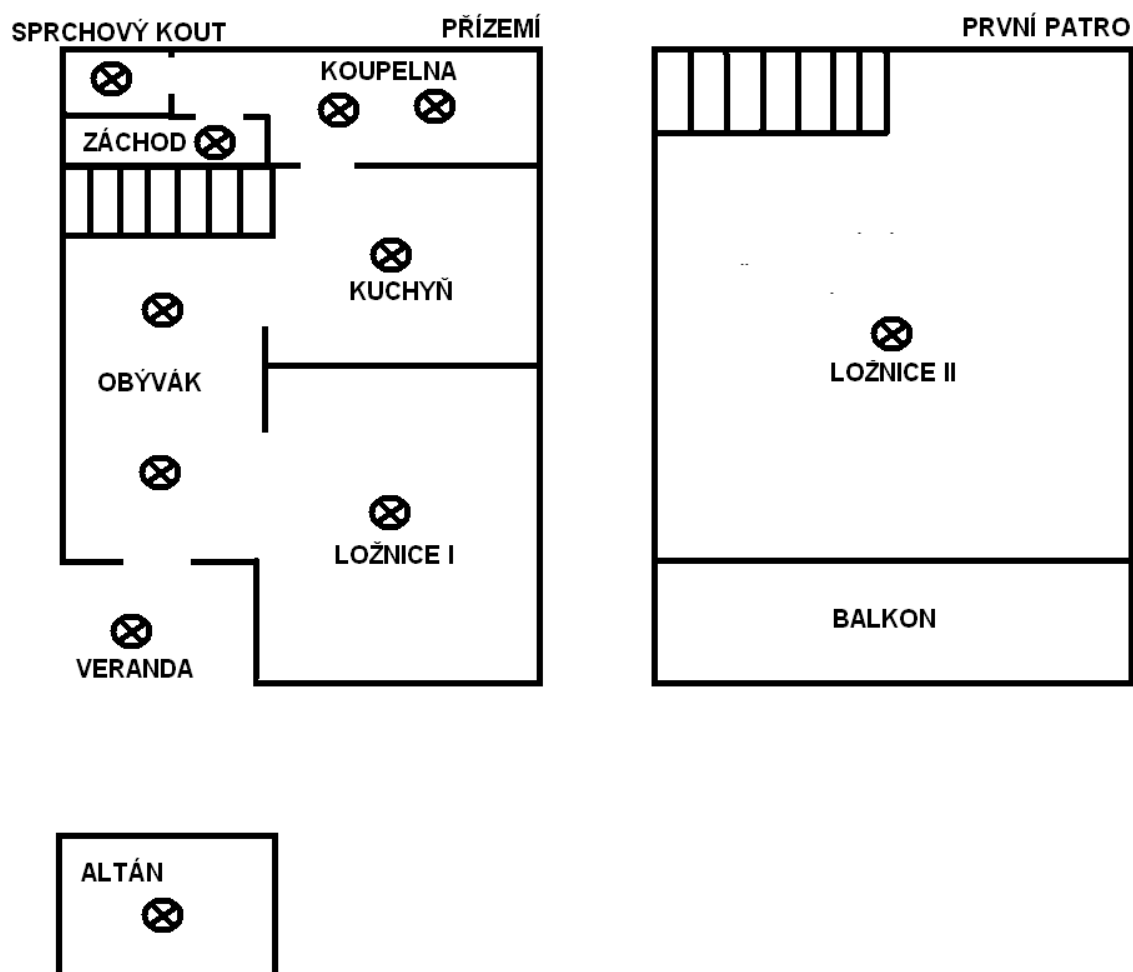 SPRCHOVÝ KOUT
PŘÍZEMÍ
KOUPELNA
ZÁCHOD
KUCHYŇ
OBÝVÁK
LOŽNICE I
VERANDA
ALTÁN
PRVNÍ PATRO
LOŽNICE II
BALKON